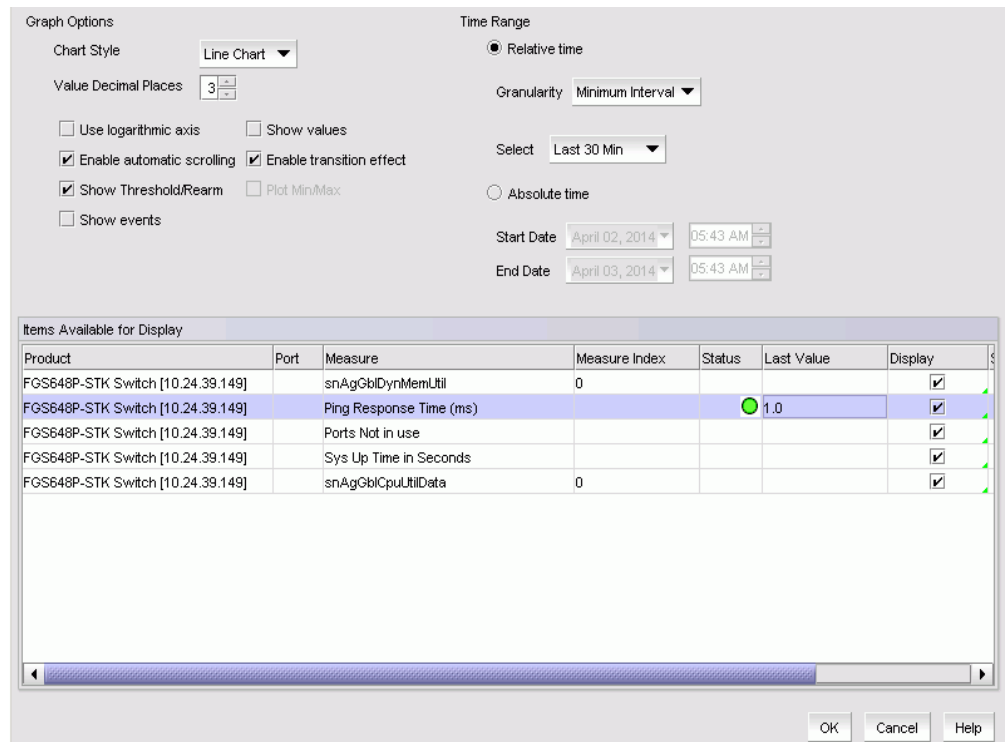 Graph Options
Chart Style
Line Chart
Value Decimal Places
3
Use logarithmic axis
Show values
Enable automatic scrolling
Enable transition effect
Show Threshold/Rearm
Plot Min/Max
Show events
Time Range
Relative time
Granularity
Minimum Interval
Select
Last 30 Min
Absolute time
Start Date
April 02, 2014
05:43 AM
End Date
April 03, 2014
05:43 AM
Items Available for Display
Product Port Measure Measure Index Status Last Value Display
FGS648P-STK Switch [10.24.39.149] snAgGblDynMemUtil 0
FGS648P-STK Switch [10.24.39.149] Ping Response Time (ms) 1.0
FGS648P-STK Switch [10.24.39.149] Ports Not in use
FGS648P-STK Switch [10.24.39.149] Sys Up Time in Seconds
FGS648P-STK Switch [10.24.39.149] snAgGblCpuUtilData 0
OK Cancel Help